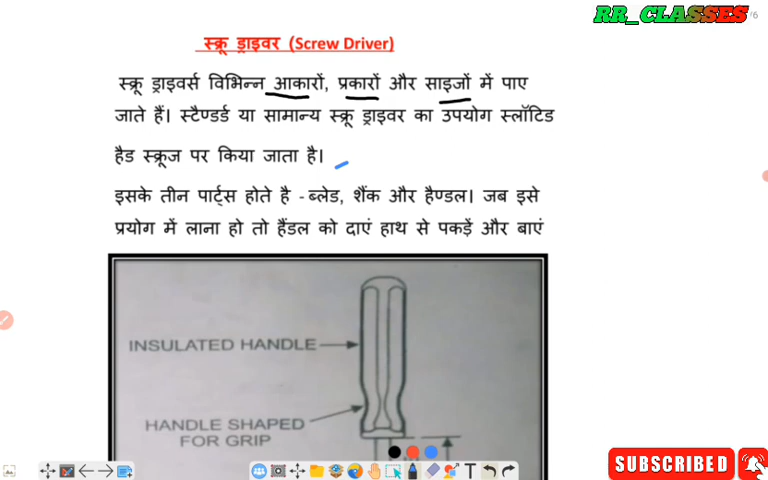 RR_CLASSES
/6
स्क्रू ड्राइवर (Screw Driver)
स्क्रू ड्राइवर्स विभिन्न आकारों, प्रकारों और साइजों में पाए
जाते हैं। स्टैण्डर्ड या सामान्य स्क्रू ड्राइवर का उपयोग स्लॉटिड
हैड स्क्रूज पर किया जाता है।
इसके तीन पार्ट्स होते है - ब्लेड, शैंक और हैण्डल। जब इसे
प्रयोग में लाना हो तो हैंडल को दाएं हाथ से पकड़ें और बाएं
INSULATED HANDLE
HANDLE SHAPED
FOR GRIP
T
SUBSCRIBED